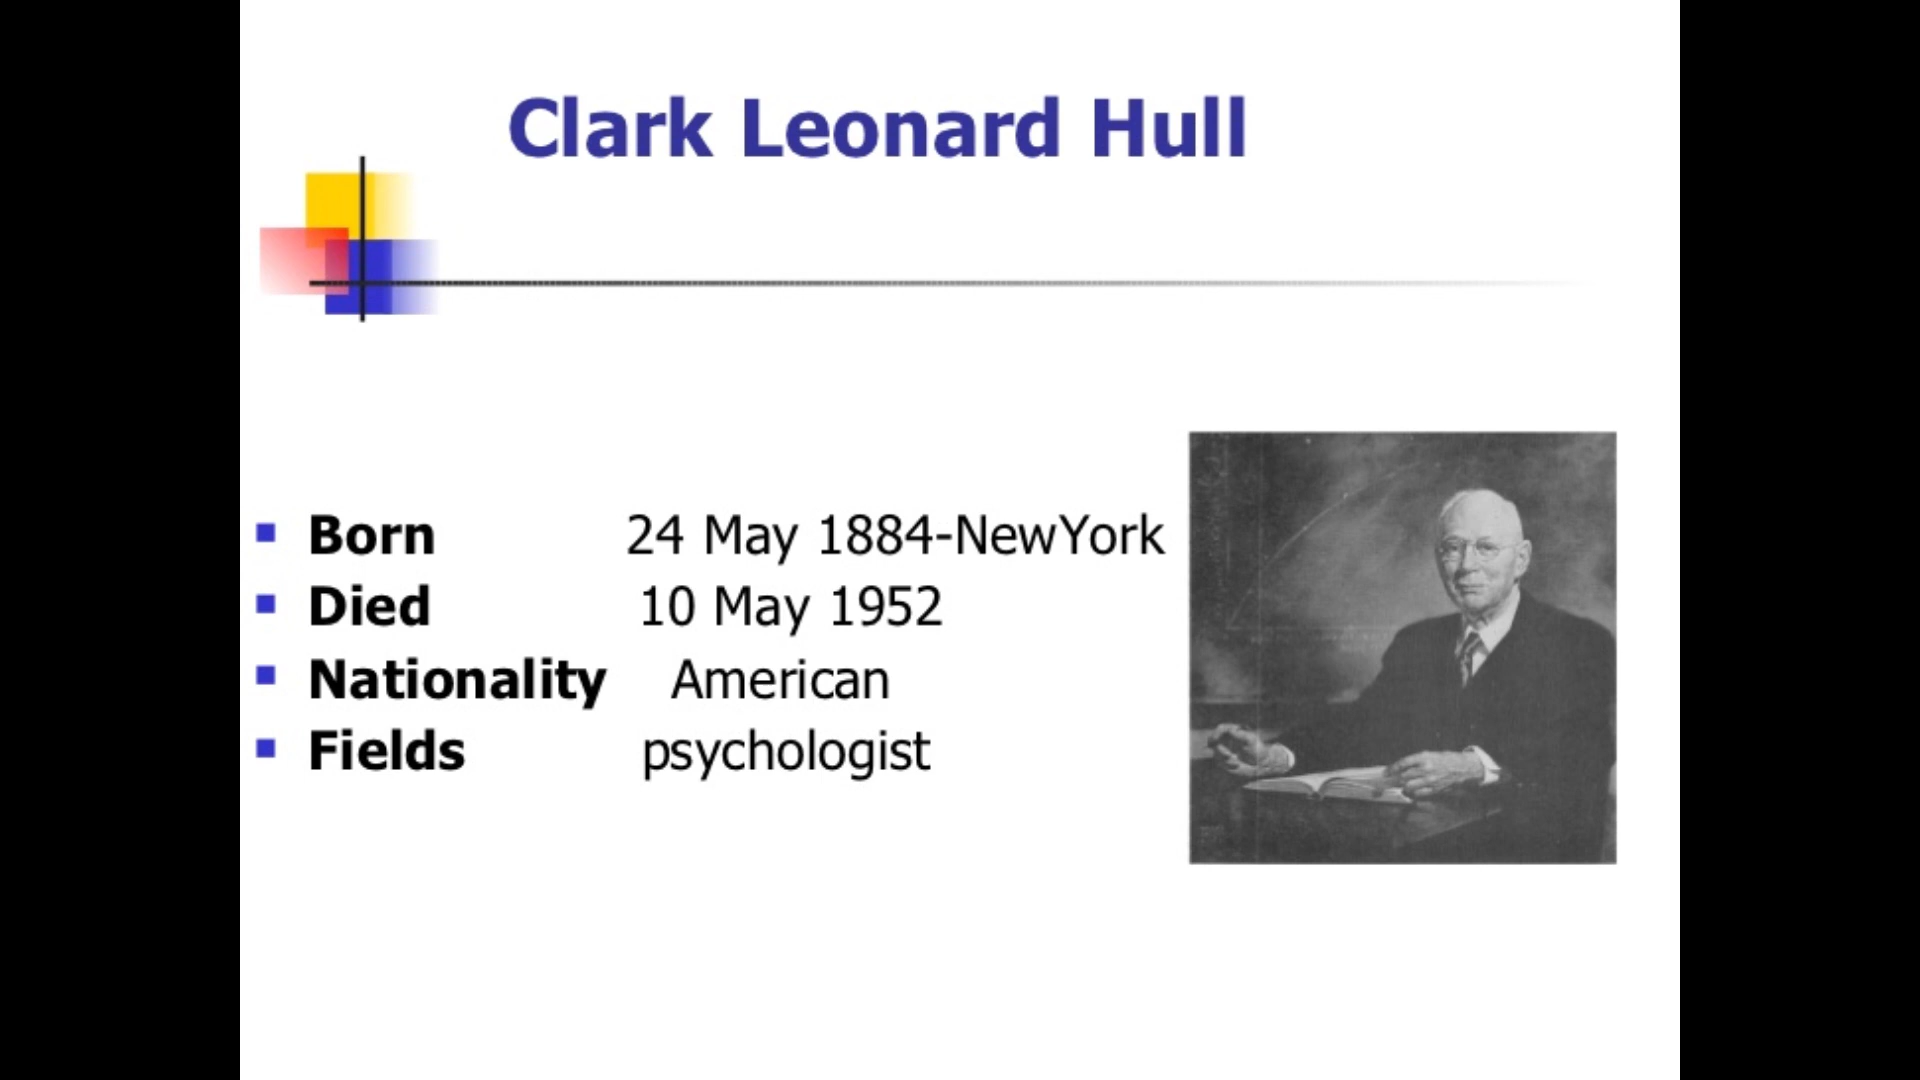 Clark Leonard Hull
Born 24 May 1884-NewYork
Died 10 May 1952
Nationality American
Fields psychologist